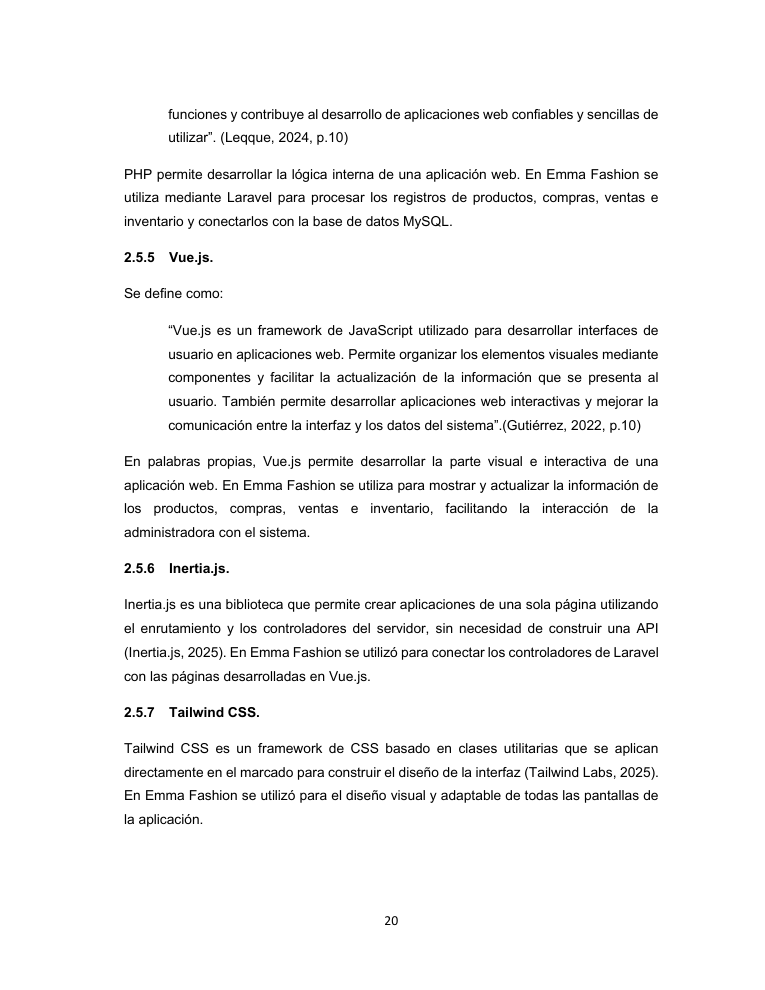 funciones y contribuye al desarrollo de aplicaciones web confiables y sencillas de
utilizar”. (Leqque, 2024, p.10)
PHP permite desarrollar la lógica interna de una aplicación web. En Emma Fashion se
utiliza mediante Laravel para procesar los registros de productos, compras, ventas e
inventario y conectarlos con la base de datos MySQL.
2.5.5 Vue.js.
Se define como:
“Vue.js es un framework de JavaScript utilizado para desarrollar interfaces de
usuario en aplicaciones web. Permite organizar los elementos visuales mediante
componentes y facilitar la actualización de la información que se presenta al
usuario. También permite desarrollar aplicaciones web interactivas y mejorar la
comunicación entre la interfaz y los datos del sistema”.(Gutiérrez, 2022, p.10)
En palabras propias, Vue.js permite desarrollar la parte visual e interactiva de una
aplicación web. En Emma Fashion se utiliza para mostrar y actualizar la información de
los productos, compras, ventas e inventario, facilitando la interacción de la
administradora con el sistema.
2.5.6 Inertia.js.
Inertia.js es una biblioteca que permite crear aplicaciones de una sola página utilizando
el enrutamiento y los controladores del servidor, sin necesidad de construir una API
(Inertia.js, 2025). En Emma Fashion se utilizó para conectar los controladores de Laravel
con las páginas desarrolladas en Vue.js.
2.5.7 Tailwind CSS.
Tailwind CSS es un framework de CSS basado en clases utilitarias que se aplican
directamente en el marcado para construir el diseño de la interfaz (Tailwind Labs, 2025).
En Emma Fashion se utilizó para el diseño visual y adaptable de todas las pantallas de
la aplicación.
20